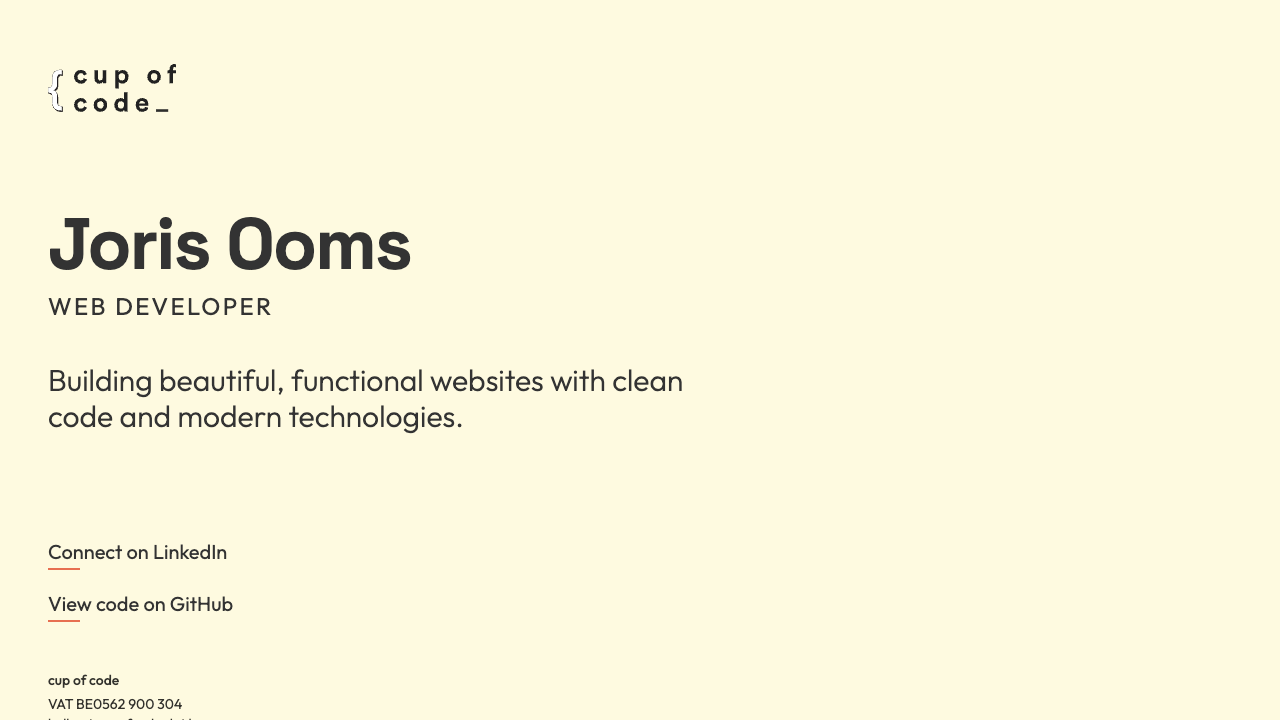 { cup of
code_
Joris Ooms
WEB DEVELOPER
Building beautiful, functional websites with clean
code and modern technologies.
Connect on LinkedIn
View code on GitHub
cup of code
VAT BE0562 900 304